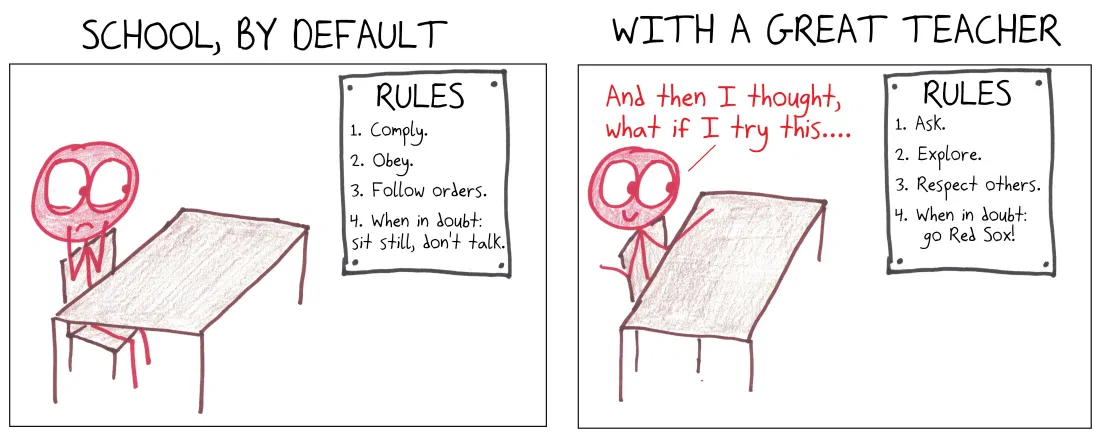 SCHOOL, BY DEFAULT
RULES
1. Comply.
2. Obey.
3. Follow orders.
4. When in doubt:
sit still, don't talk.
WITH A GREAT TEACHER
And then I thought,
what if I try this....
RULES
1. Ask.
2. Explore.
3. Respect others.
4. When in doubt:
go Red Sox!